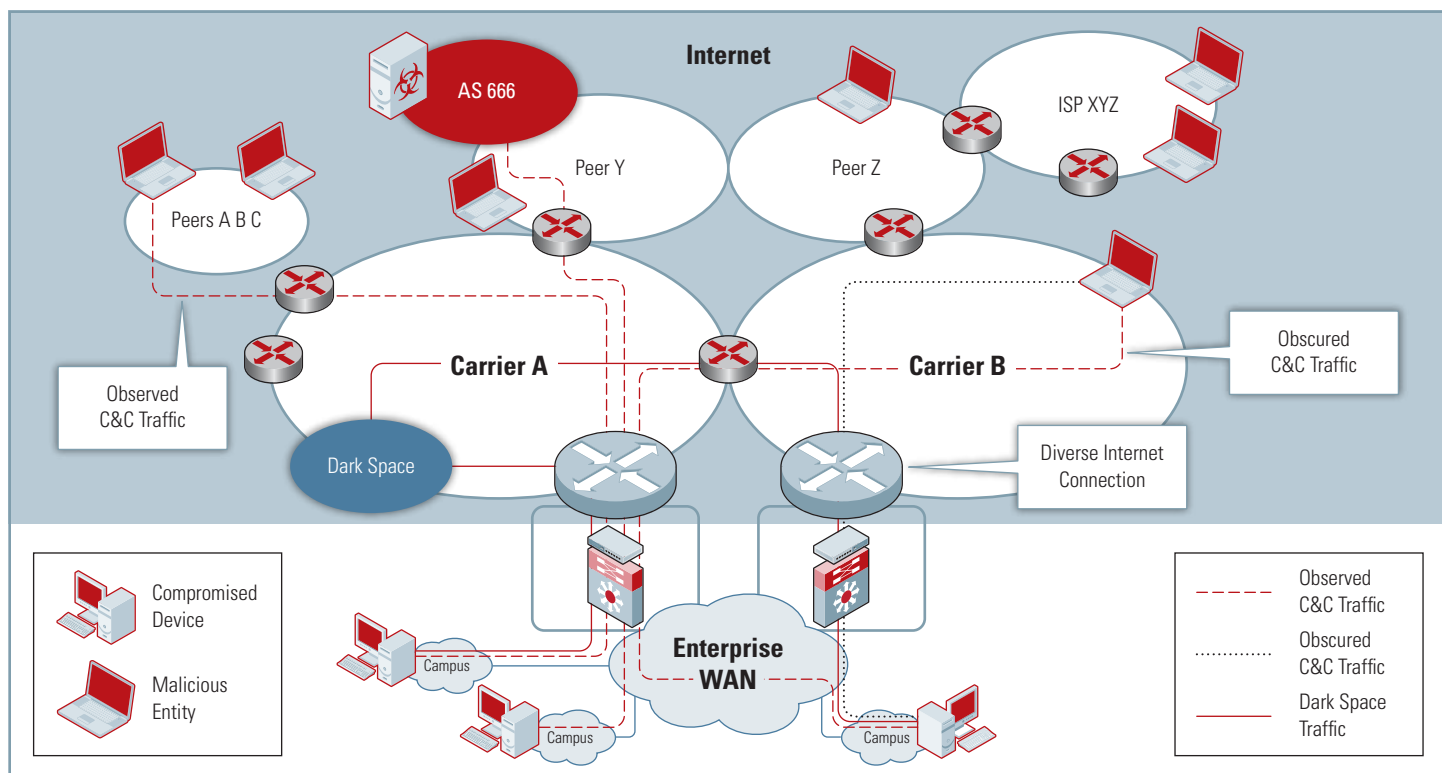 Internet
AS 666
ISP XYZ
Peer Y
Peer Z
Peers A B C
Carrier A
Carrier B
Observed
C&C Traffic
Obscured
C&C Traffic
Dark Space
Diverse Internet
Connection
Compromised
Device
Malicious
Entity
Enterprise
WAN
Campus
Campus
Campus
Observed
C&C Traffic
Obscured
C&C Traffic
Dark Space
Traffic